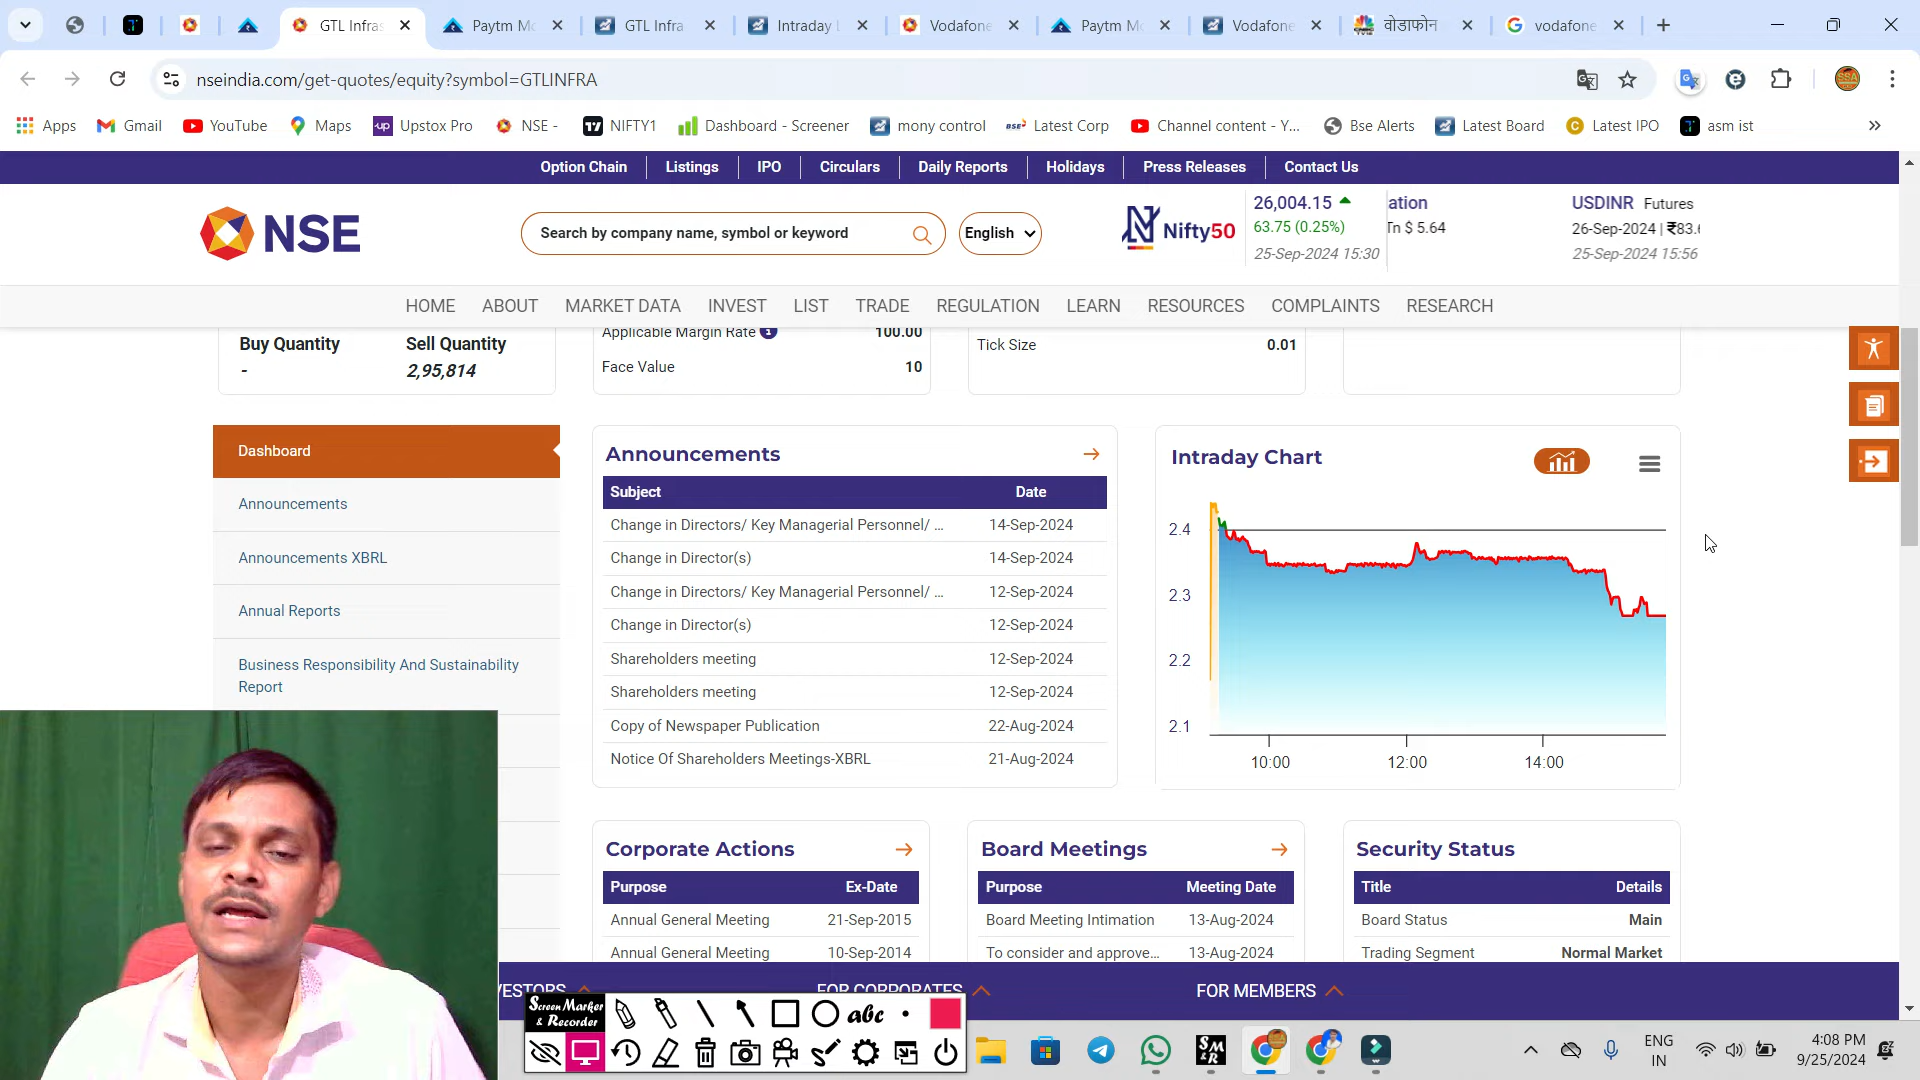 GTL Infras
Paytm Mo
GTL Infra
Intraday
Vodafone
Paytm Mo
Vodafone
वोडाफोन
vodafone
nseindia.com/get-quotes/equity?symbol=GTLINFRA
Apps
Gmail
YouTube
Maps
up
Upstox Pro
NSE -
NIFTY1
Dashboard - Screener
mony control
BSE
Latest Corp
Channel content - Y...
Bse Alerts
Latest Board
Latest IPO
asm ist
Option Chain
Listings
IPO
Circulars
Daily Reports
Holidays
Press Releases
Contact Us
NSE
Search by company name, symbol or keyword
English
Nifty50
26,004.15
63.75 (0.25%)
25-Sep-2024 15:30
ation
Tn $ 5.64
USDINR Futures
26-Sep-2024 | ₹83.6
25-Sep-2024 15:56
HOME
ABOUT
MARKET DATA
INVEST
LIST
TRADE
REGULATION
LEARN
RESOURCES
COMPLAINTS
RESEARCH
Buy Quantity
Sell Quantity
-
2,95,814
Applicable Margin Rate
100.00
Face Value
10
Tick Size
0.01
Dashboard
Announcements
Announcements XBRL
Annual Reports
Business Responsibility And Sustainability
Report
Announcements
Subject Date
Change in Directors/ Key Managerial Personnel/ ... 14-Sep-2024
Change in Director(s) 14-Sep-2024
Change in Directors/ Key Managerial Personnel/ ... 12-Sep-2024
Change in Director(s) 12-Sep-2024
Shareholders meeting 12-Sep-2024
Shareholders meeting 12-Sep-2024
Copy of Newspaper Publication 22-Aug-2024
Notice Of Shareholders Meetings-XBRL 21-Aug-2024
Intraday Chart
2.4
2.3
2.2
2.1
10:00 12:00 14:00
Corporate Actions
Purpose Ex-Date
Annual General Meeting 21-Sep-2015
Annual General Meeting 10-Sep-2014
Board Meetings
Purpose Meeting Date
Board Meeting Intimation 13-Aug-2024
To consider and approve... 13-Aug-2024
Security Status
Title Details
Board Status Main
Trading Segment Normal Market
VESTORS
FOR CORPORATES
FOR MEMBERS
Screen Marker
& Recorder
abc
SM
&R
ENG
IN
4:08 PM
9/25/2024